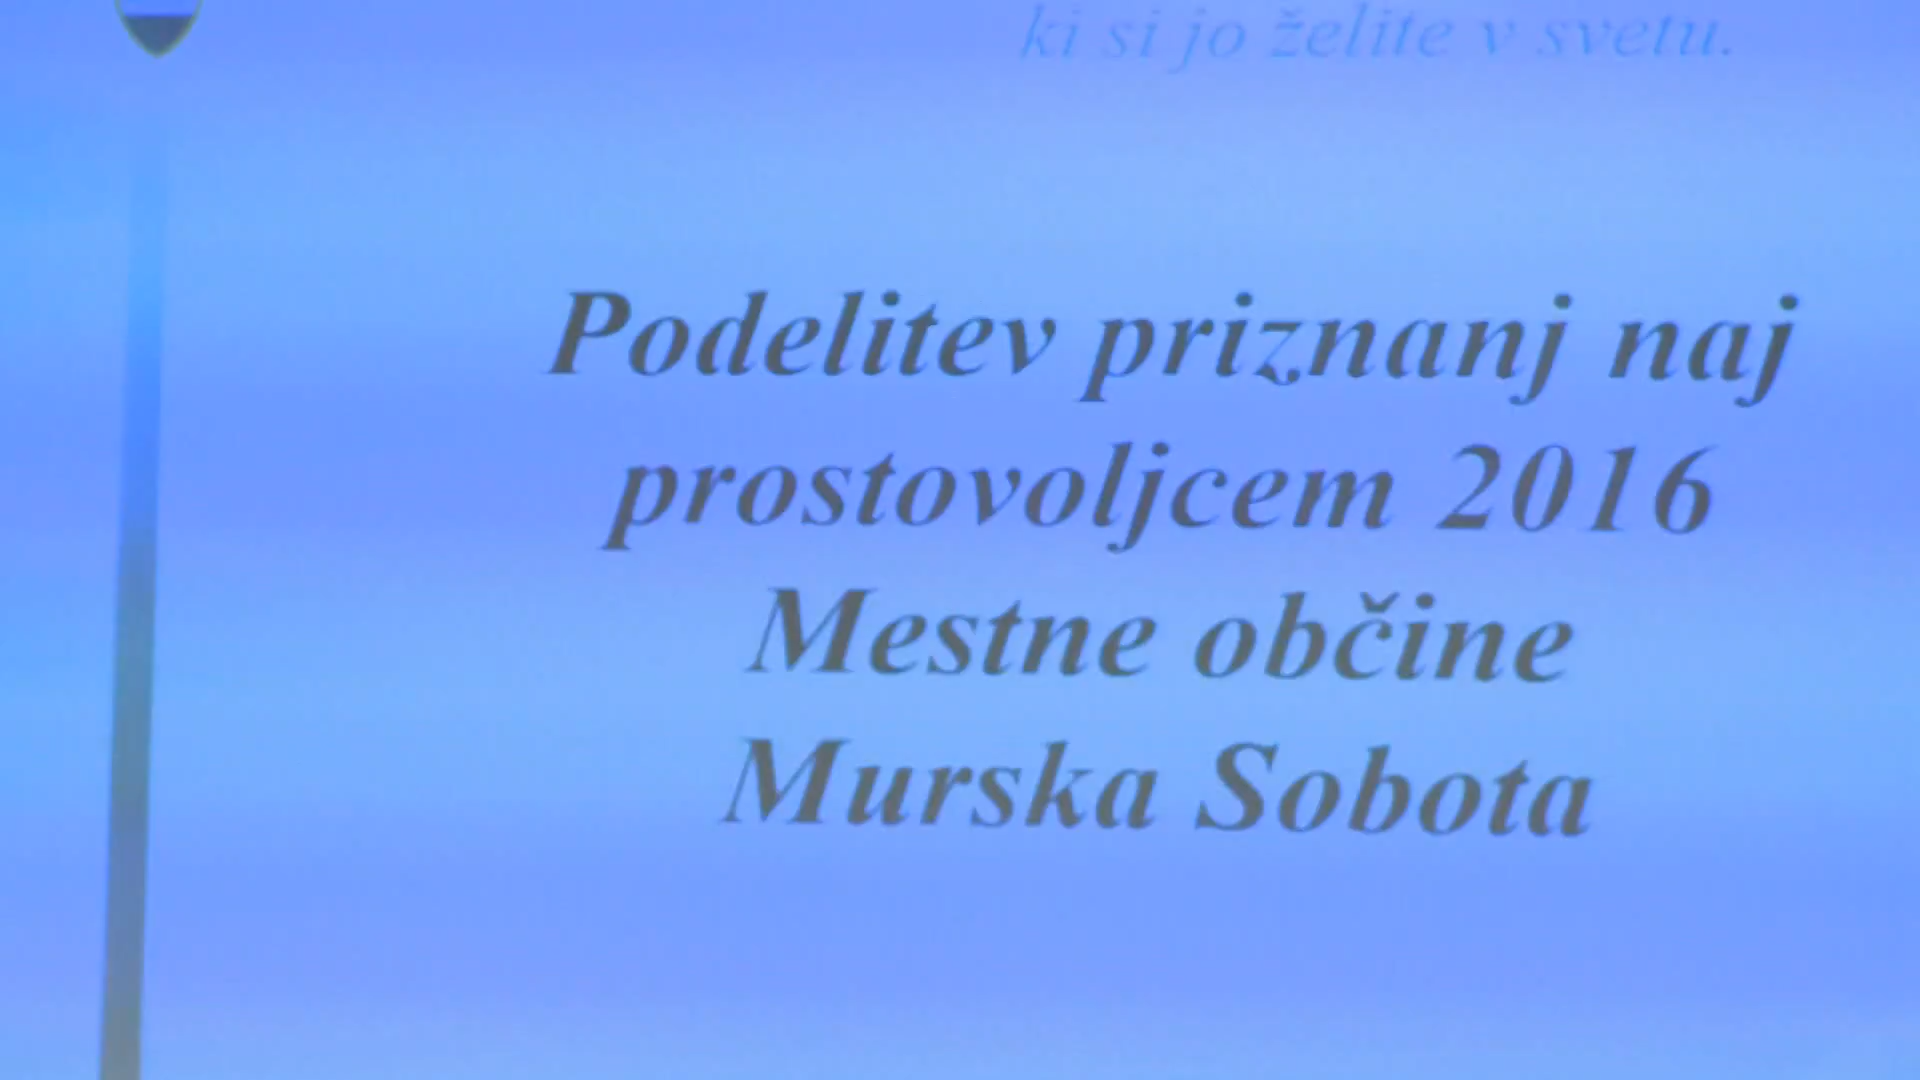 ki si jo želite v svetu.
Podelitev priznanj naj
prostovoljcem 2016
Mestne občine
Murska Sobota